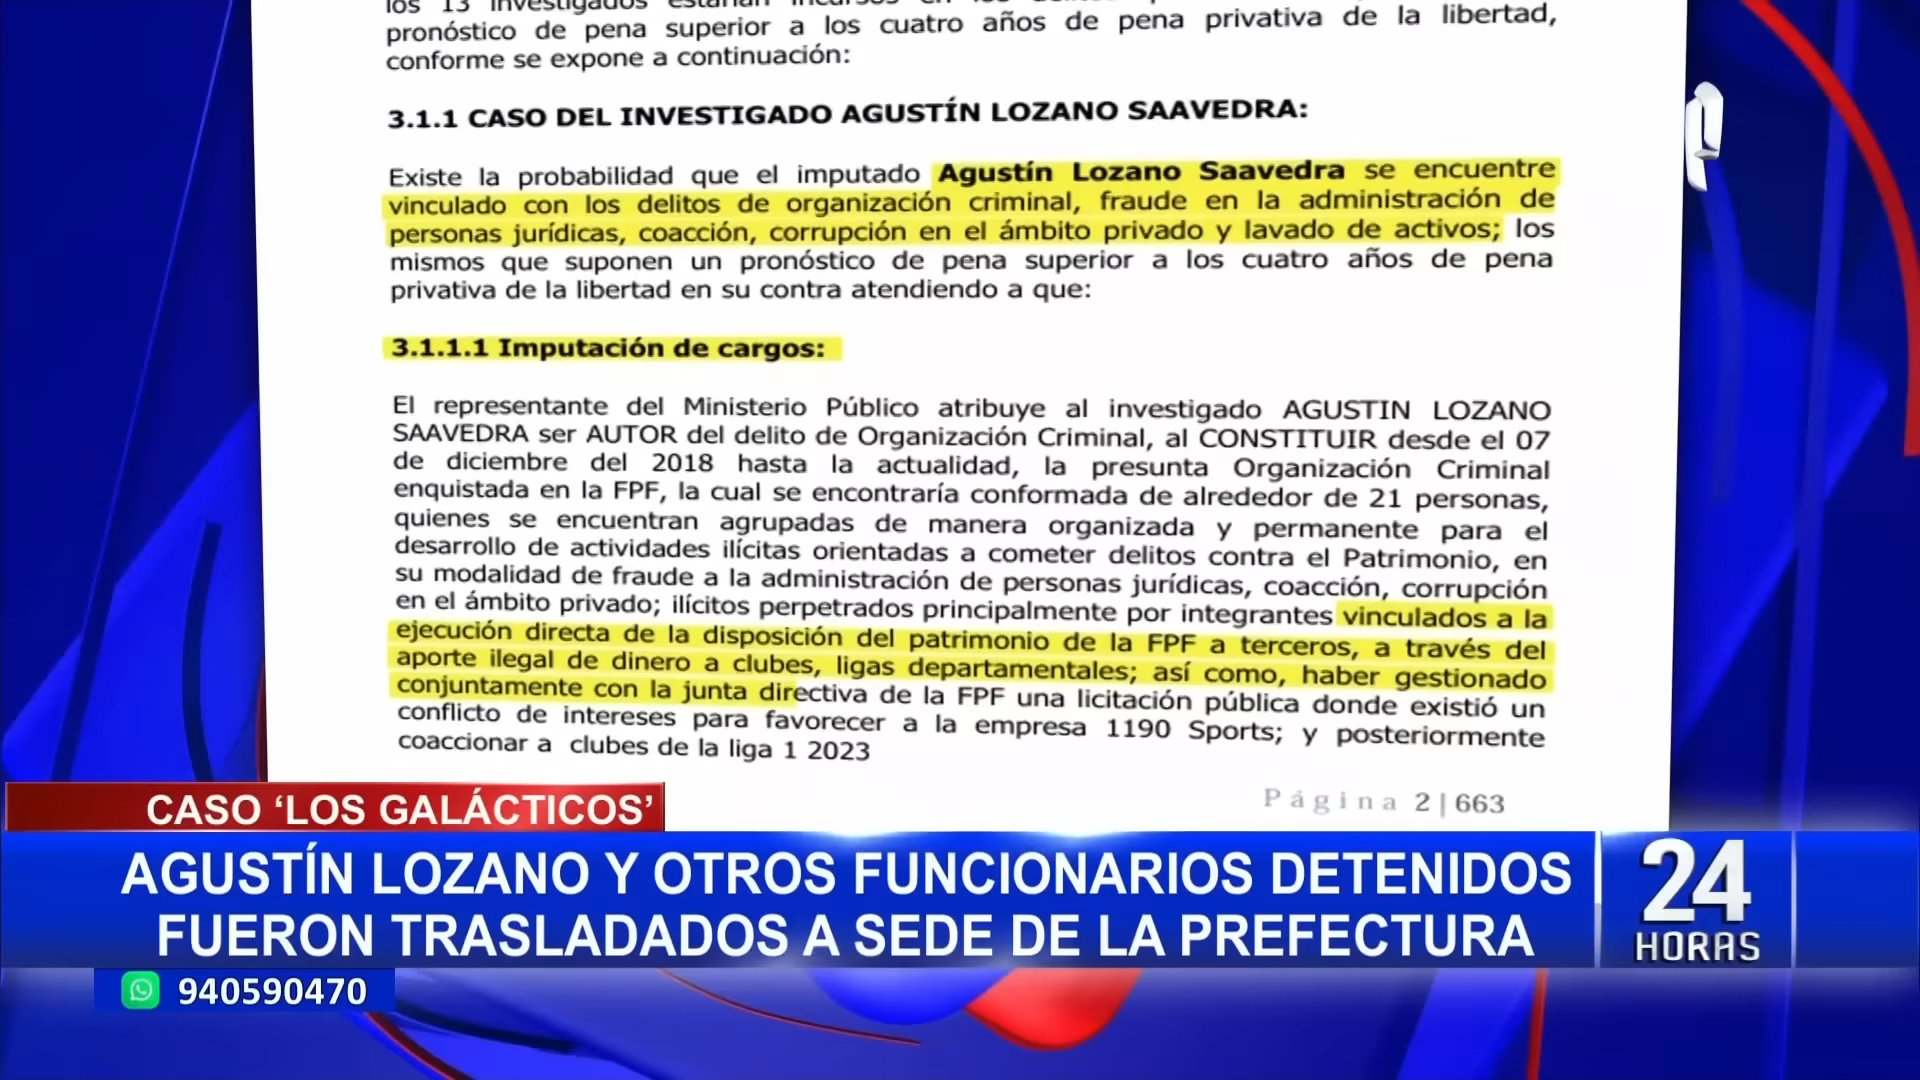 los 13 investigados estarían incursos en los
pronóstico de pena superior a los cuatro años de pena privativa de la libertad,
conforme se expone a continuación:
3.1.1 CASO DEL INVESTIGADO AGUSTÍN LOZANO SAAVEDRA:
Existe la probabilidad que el imputado Agustín Lozano Saavedra se encuentre
vinculado con los delitos de organización criminal, fraude en la administración de
personas jurídicas, coacción, corrupción en el ámbito privado y lavado de activos; los
mismos que suponen un pronóstico de pena superior a los cuatro años de pena
privativa de la libertad en su contra atendiendo a que:
3.1.1.1 Imputación de cargos:
El representante del Ministerio Público atribuye al investigado AGUSTIN LOZANO
SAAVEDRA ser AUTOR del delito de Organización Criminal, al CONSTITUIR desde el 07
de diciembre del 2018 hasta la actualidad, la presunta Organización Criminal
enquistada en la FPF, la cual se encontraría conformada de alrededor de 21 personas,
quienes se encuentran agrupadas de manera organizada y permanente para el
desarrollo de actividades ilícitas orientadas a cometer delitos contra el Patrimonio, en
su modalidad de fraude a la administración de personas jurídicas, coacción, corrupción
en el ámbito privado; ilícitos perpetrados principalmente por integrantes vinculados a la
ejecución directa de la disposición del patrimonio de la FPF a terceros, a través del
aporte ilegal de dinero a clubes, ligas departamentales; así como, haber gestionado
conjuntamente con la junta directiva de la FPF una licitación pública donde existió un
conflicto de intereses para favorecer a la empresa 1190 Sports; y posteriormente
coaccionar a clubes de la liga 1 2023
Página 2 | 663
CASO ‘LOS GALÁCTICOS’
AGUSTÍN LOZANO Y OTROS FUNCIONARIOS DETENIDOS
FUERON TRASLADADOS A SEDE DE LA PREFECTURA
24
HORAS
940590470